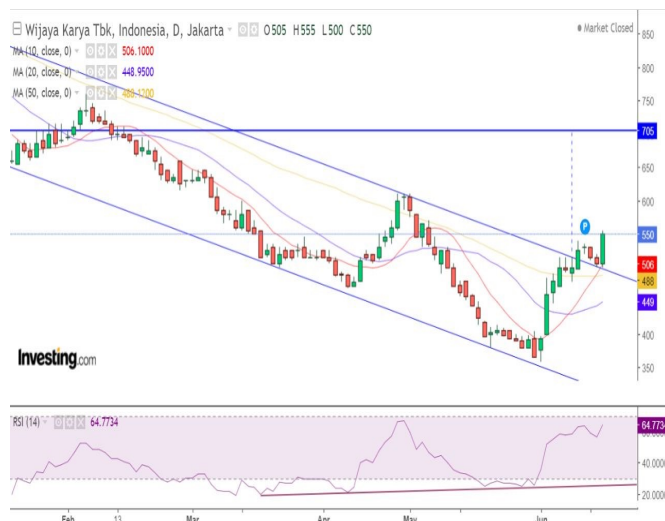 Wijaya Karya Tbk, Indonesia, D, Jakarta O505 H555 L500 C550
Market Closed
MA (10, close, 0) 506.1000
MA (20, close, 0) 448.9500
MA (50, close, 0)
850
800
750
705
650
600
P
550
506
488
449
400
350
Investing.com
RSI (14) 64.7734
64.7734
40.0000
20.0000
Feb 13 Mar Apr May Jun